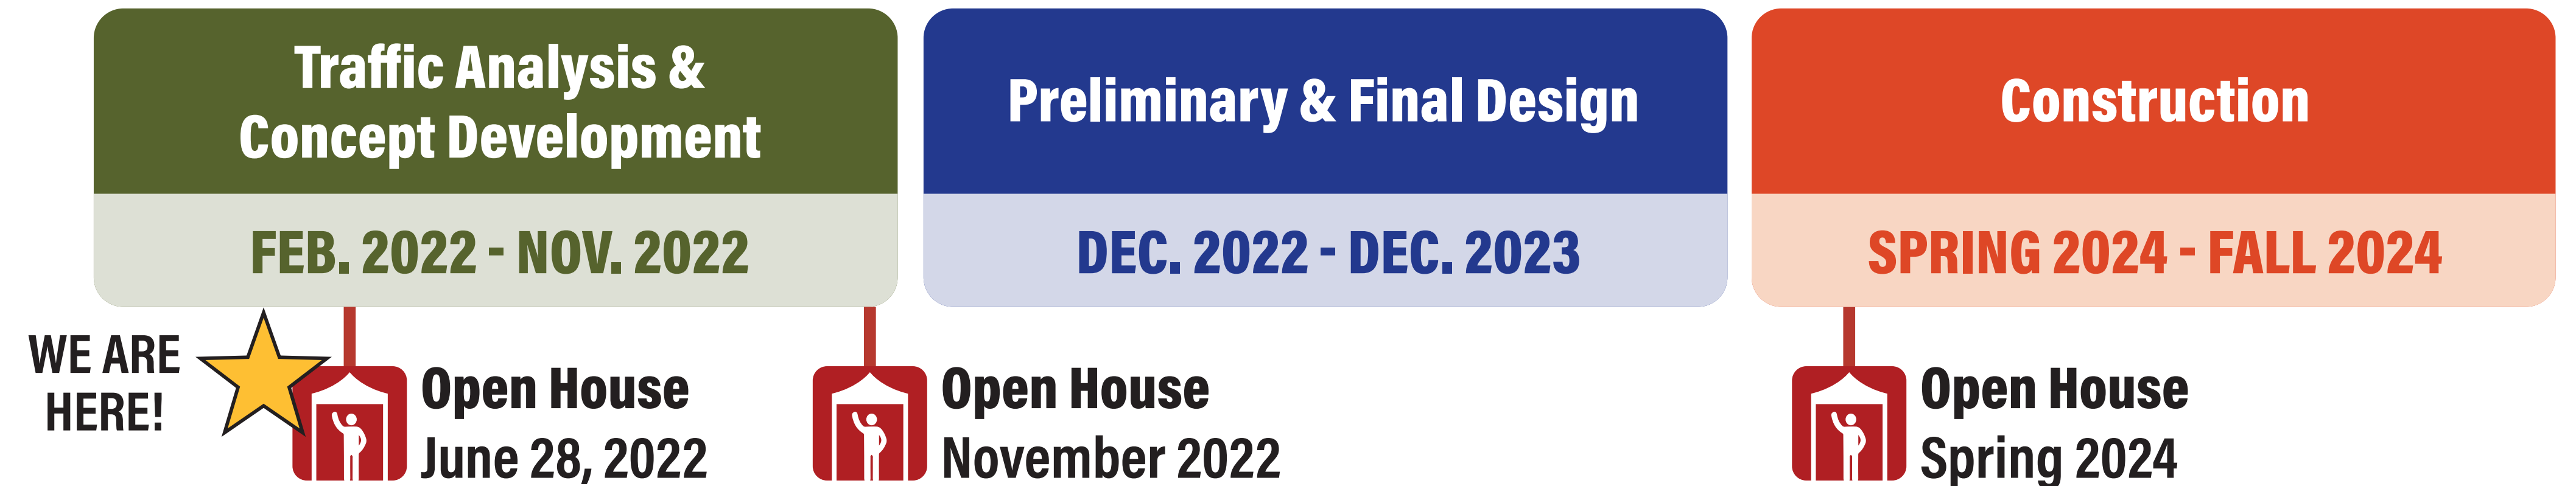 Traffic Analysis &
Concept Development
FEB. 2022 - NOV. 2022
Preliminary & Final Design
DEC. 2022 - DEC. 2023
Construction
SPRING 2024 - FALL 2024
WE ARE
HERE!
Open House
June 28, 2022
Open House
November 2022
Open House
Spring 2024